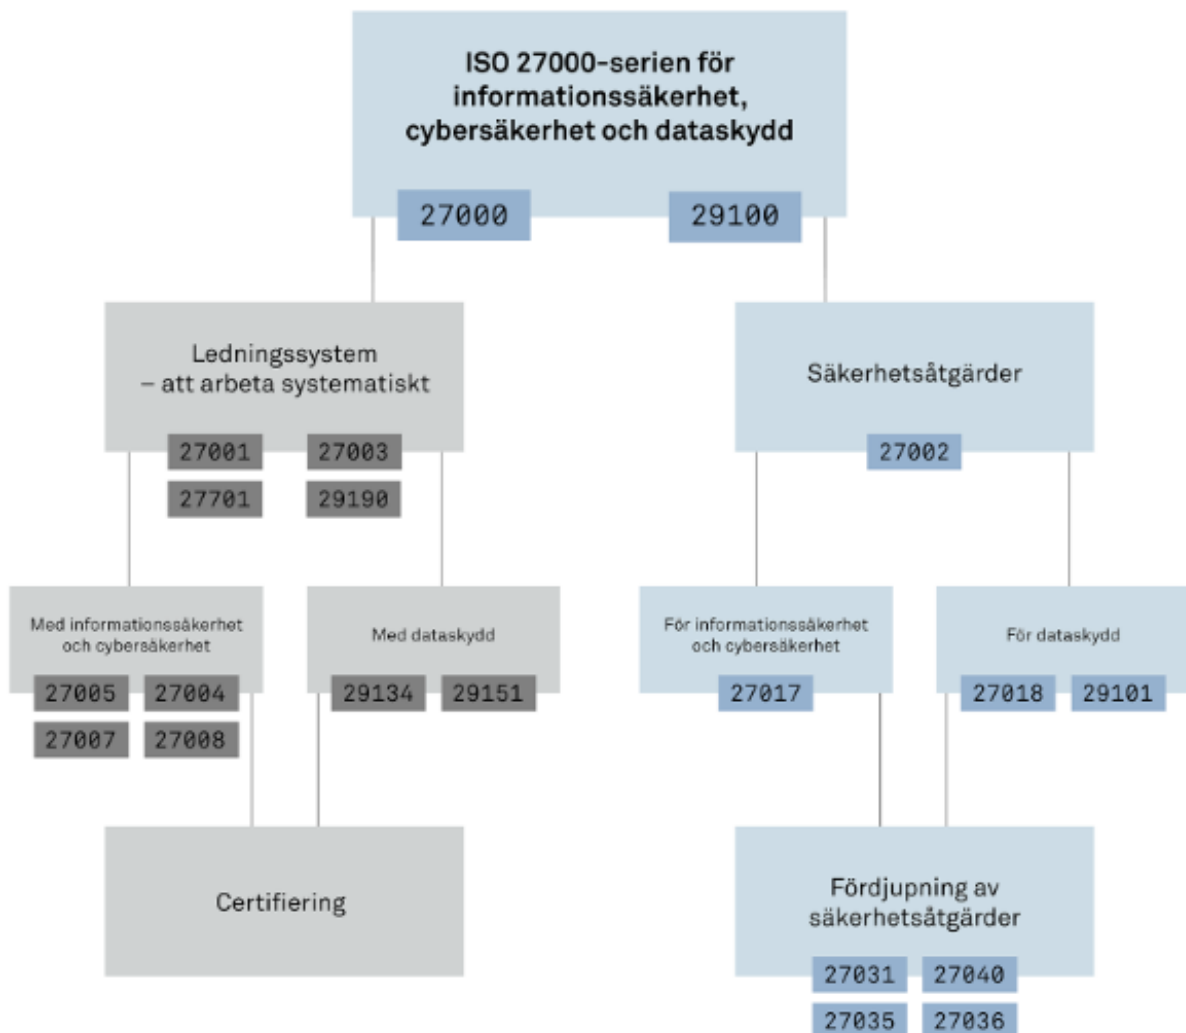 ISO 27000-serien för
informationssäkerhet,
cybersäkerhet och dataskydd
27000 29100
Ledningssystem
– att arbeta systematiskt
27001 27003
27701 29190
Säkerhetsåtgärder
27002
Med informationssäkerhet
och cybersäkerhet
27005 27004
27007 27008
Med dataskydd
29134 29151
För informationssäkerhet
och cybersäkerhet
27017
För dataskydd
27018 29101
Certifiering
Fördjupning av
säkerhetsåtgärder
27031 27040
27035 27036